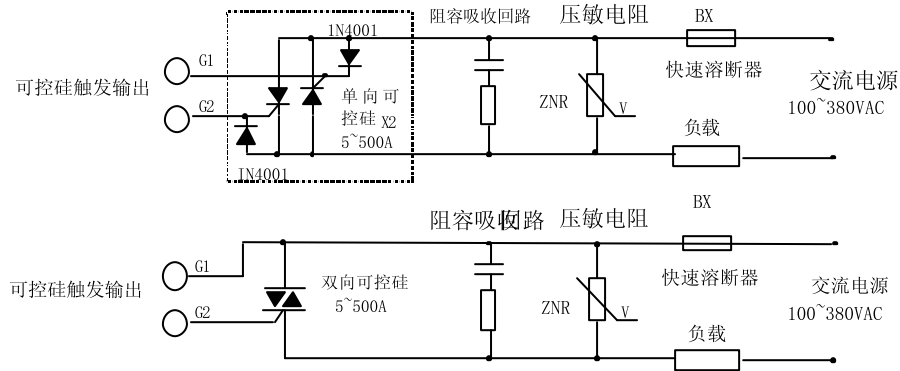 阻容吸收回路 压敏电阻 BX
1N4001
G1
可控硅触发输出
快速溶断器
交流电源
单向可
控硅 X2
5~500A
G2
ZNR
V
100~380VAC
负载
1N4001
BX
阻容吸收回路 压敏电阻
G1
快速溶断器
可控硅触发输出
双向可控硅
5~500A
交流电源
G2
ZNR
V
100~380VAC
负载